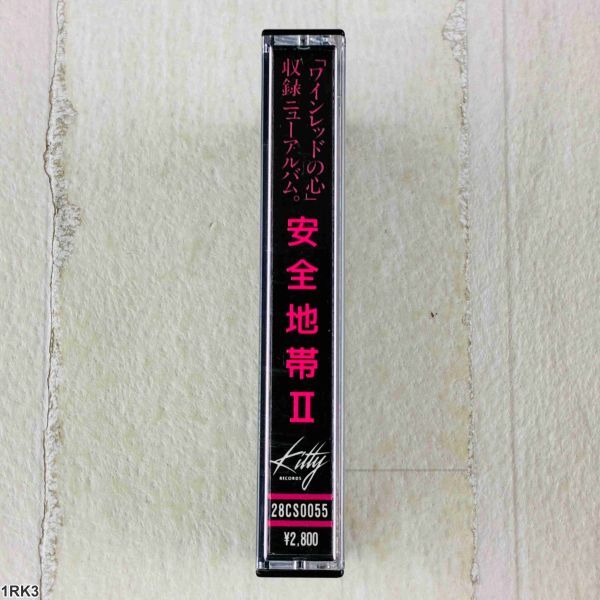 「ワインレッドの心」
収録ニューアルバム。
安全地帯II
Kitty
RECORDS
28CS0055
¥2,800
1RK3